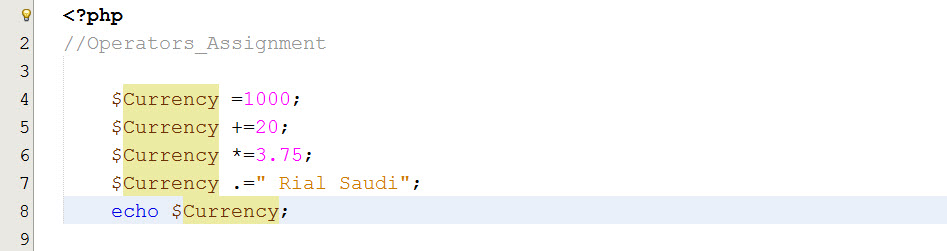 <?php
2 //Operators_Assignment
3
4 $Currency =1000;
5 $Currency +=20;
6 $Currency *=3.75;
7 $Currency .=" Rial Saudi";
8 echo $Currency;
9